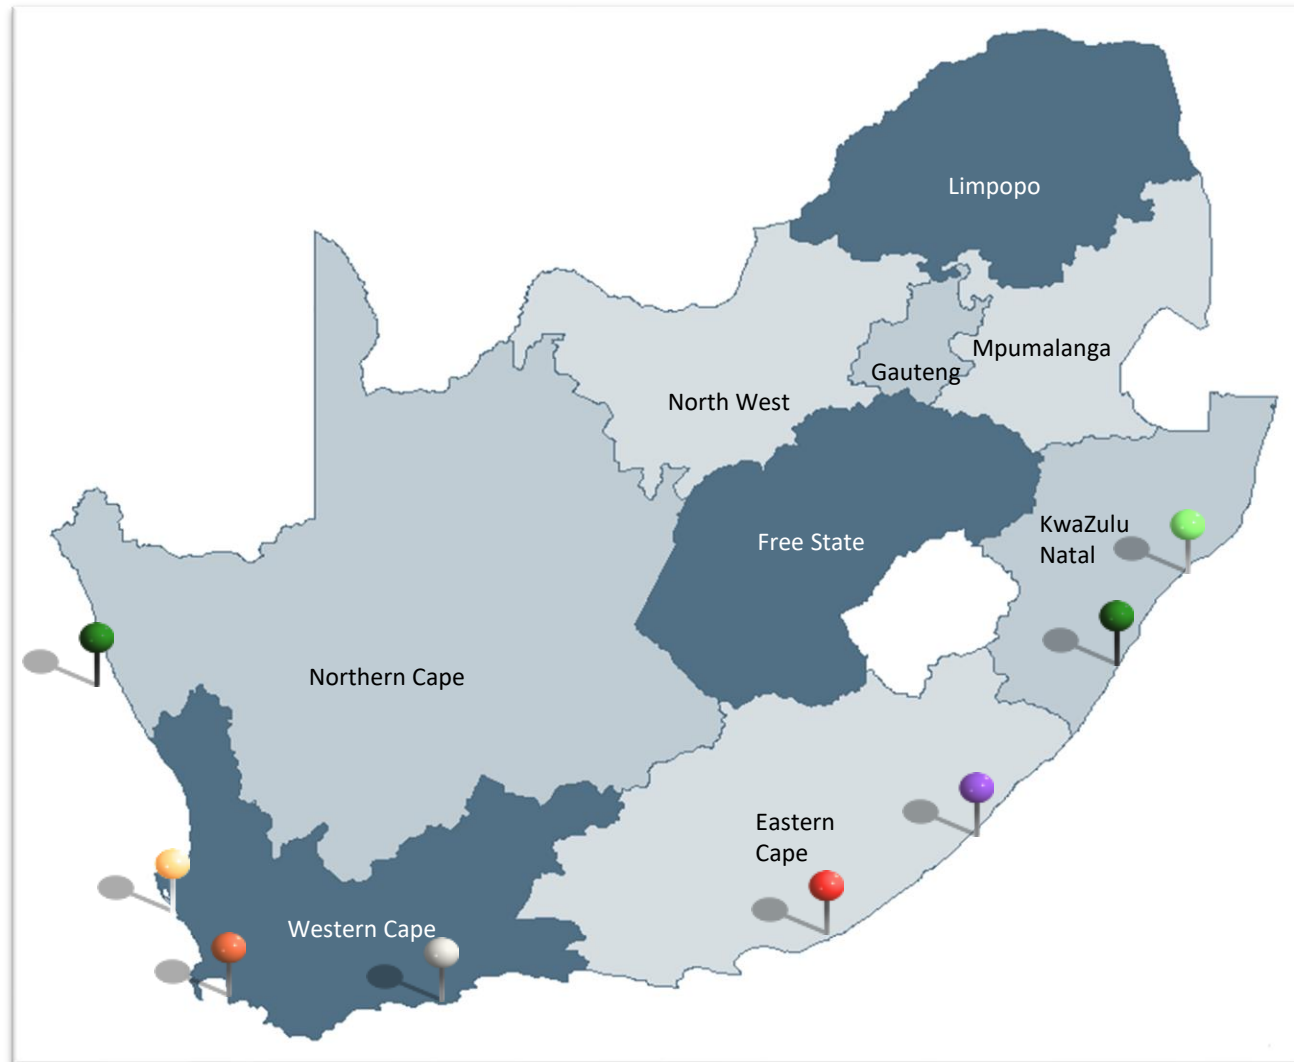 Limpopo
Mpumalanga
Gauteng
North West
KwaZulu
Natal
Free State
Northern Cape
Eastern
Cape
Western Cape